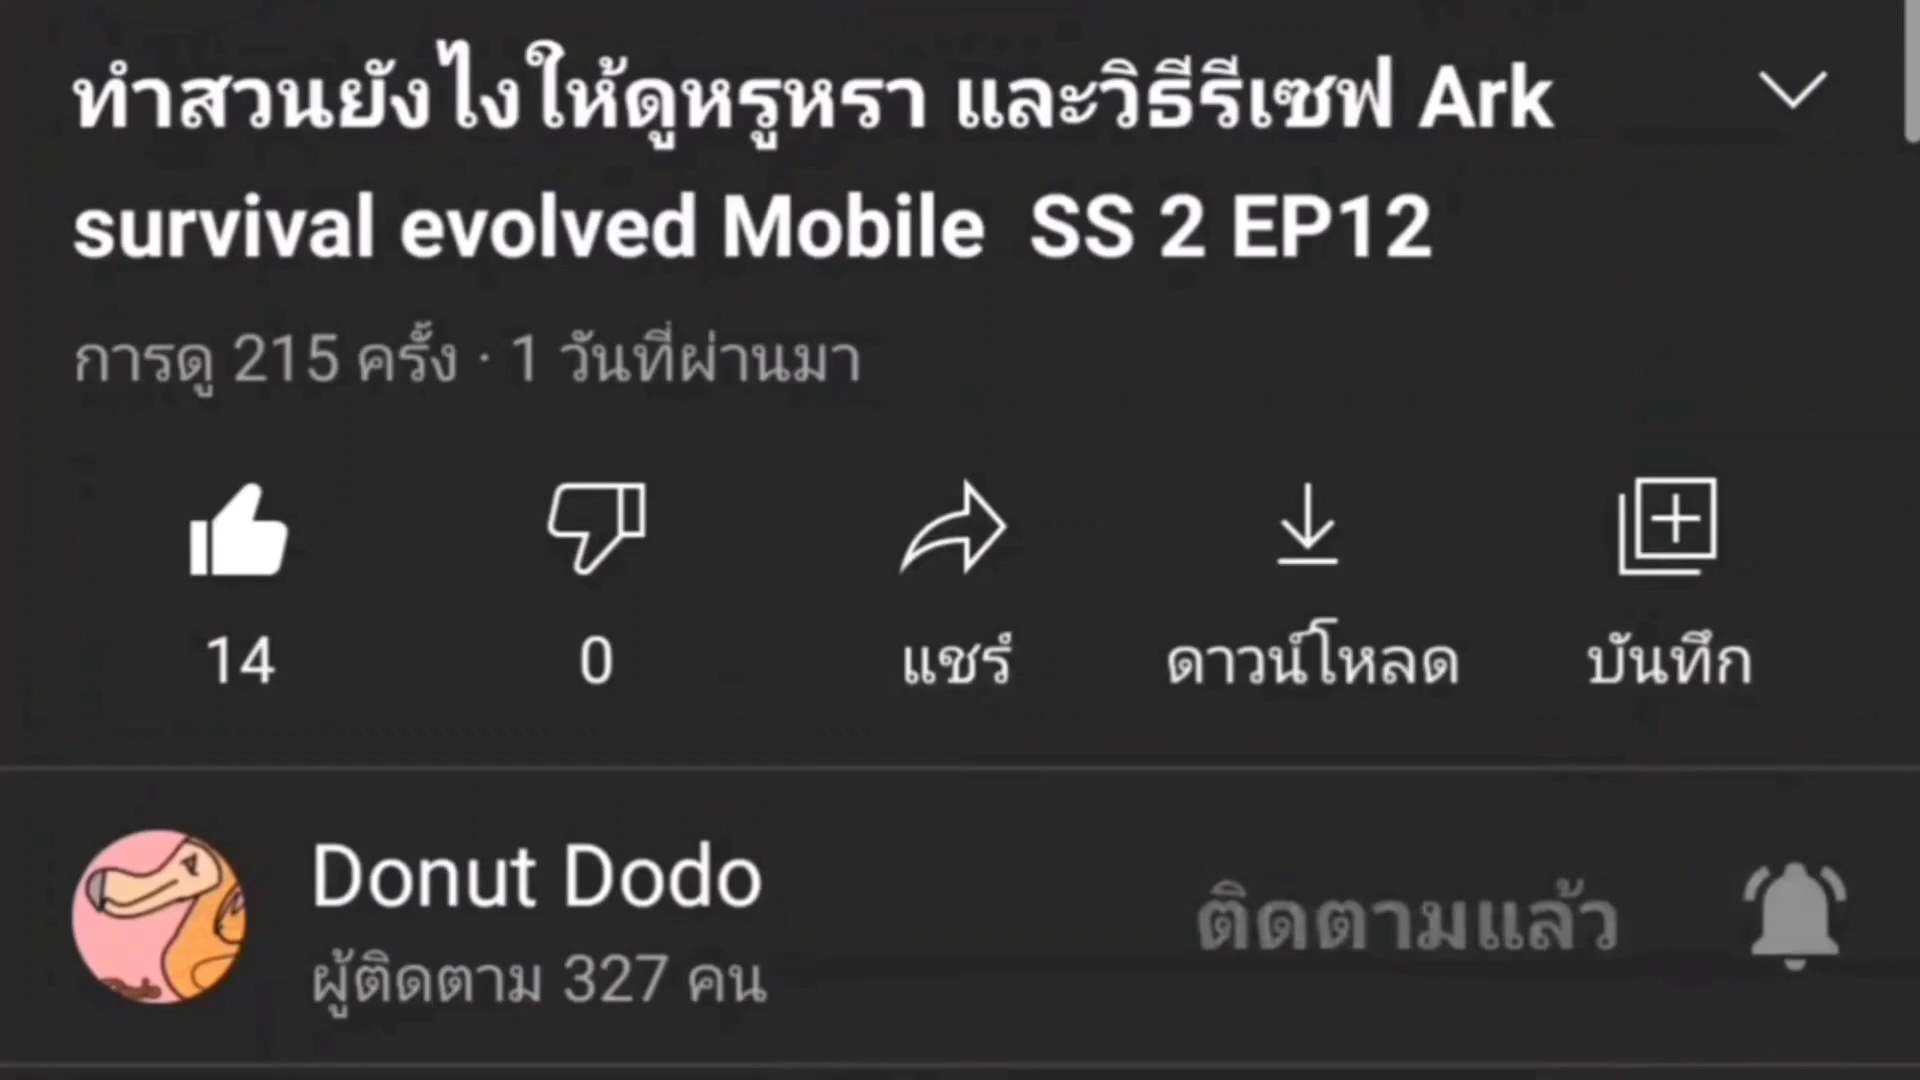 ทำสวนยังไงให้ดูหรูหรา และวิธีรีเซฟ Ark
survival evolved Mobile  SS 2 EP12
การดู 215 ครั้ง · 1 วันที่ผ่านมา
14
0
แชร์
ดาวน์โหลด
บันทึก
Donut Dodo
ติดตามแล้ว
ผู้ติดตาม 327 คน